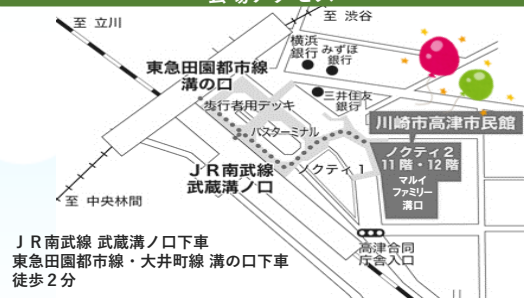 至 立川
至 渋谷
横浜
銀行
みずほ
銀行
東急田園都市線
溝の口
三井住友
銀行
歩行者用デッキ
川崎市高津市民館
バスターミナル
ノクティ2
11階・12階
マルイ
ファミリー
溝口
JR南武線
武蔵溝ノ口
ノクティ1
至 中央林間
高津合同
庁舎入口
JR南武線 武蔵溝ノ口下車
東急田園都市線・大井町線 溝の口下車
徒歩2分